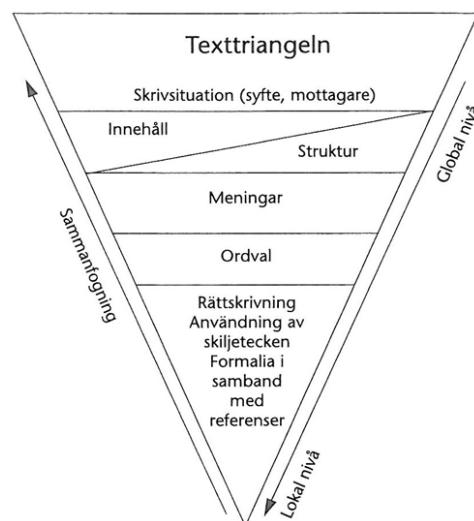 Texttriangeln
Skrivsituation (syfte, mottagare)
Innehåll
Struktur
Meningar
Ordval
Rättskrivning
Användning av
skiljetecken
Formalia i
samband
med
referenser
Sammanfogning
Global nivå
Lokal nivå